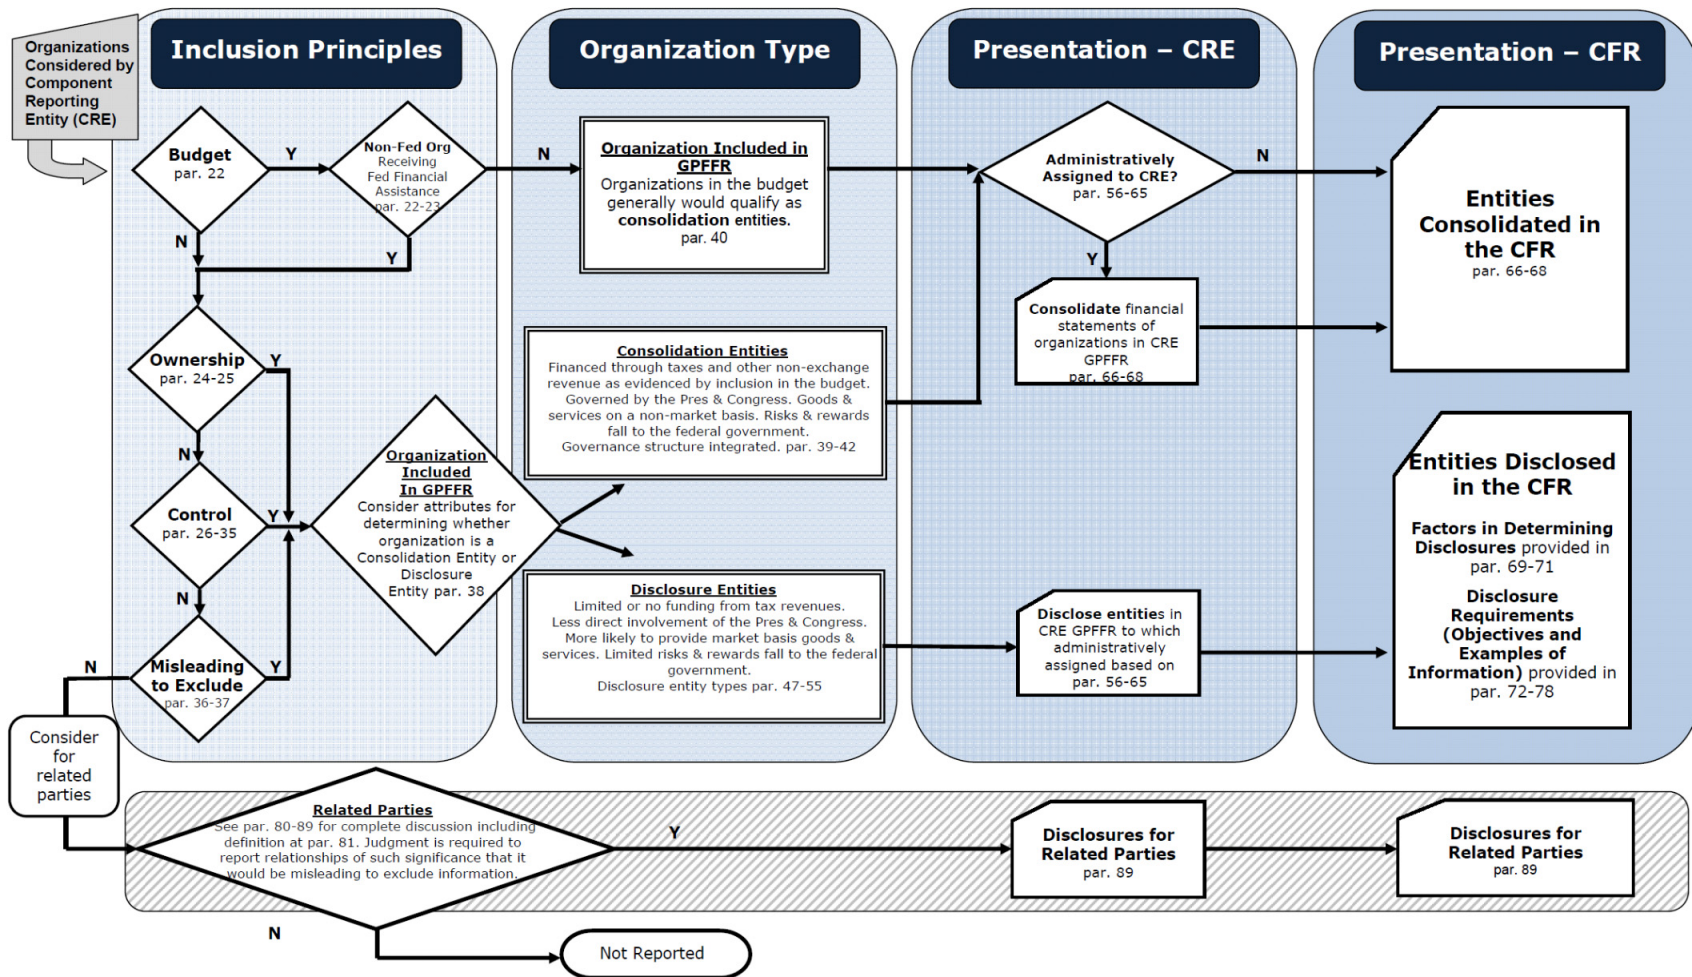 Organizations
Considered by
Component
Reporting
Entity (CRE)
Inclusion Principles
Organization Type
Presentation – CRE
Presentation – CFR
Budget
par. 22
Y
Non-Fed Org
Receiving
Fed Financial
Assistance
par. 22-23
N
Organization Included in
GPFFR
Organizations in the budget
generally would qualify as
consolidation entities.
par. 40
Administratively
Assigned to CRE?
par. 56-65
N
Entities
Consolidated in
the CFR
par. 66-68
N
Y
Y
Consolidate financial
statements of
organizations in CRE
GPFFR
par. 66-68
Ownership
par. 24-25
Y
Consolidation Entities
Financed through taxes and other non-exchange
revenue as evidenced by inclusion in the budget.
Governed by the Pres & Congress. Goods &
services on a non-market basis. Risks & rewards
fall to the federal government.
Governance structure integrated. par. 39-42
N
Control
par. 26-35
Y
Organization
Included
In GPFFR
Consider attributes for
determining whether
organization is a
Consolidation Entity or
Disclosure
Entity par. 38
Entities Disclosed
in the CFR
Factors in Determining
Disclosures provided in
par. 69-71
Disclosure
Requirements
(Objectives and
Examples of
Information) provided in
par. 72-78
N
Disclosure Entities
Limited or no funding from tax revenues.
Less direct involvement of the Pres & Congress.
More likely to provide market basis goods &
services. Limited risks & rewards fall to the federal
government.
Disclosure entity types par. 47-55
Disclose entities in
CRE GPFFR to which
administratively
assigned based on
par. 56-65
N
Misleading
to Exclude
par. 36-37
Y
Consider
for
related
parties
Related Parties
See par. 80-89 for complete discussion including
definition at par. 81. Judgment is required to
report relationships of such significance that it
would be misleading to exclude information.
Y
Disclosures for
Related Parties
par. 89
Disclosures for
Related Parties
par. 89
N
Not Reported